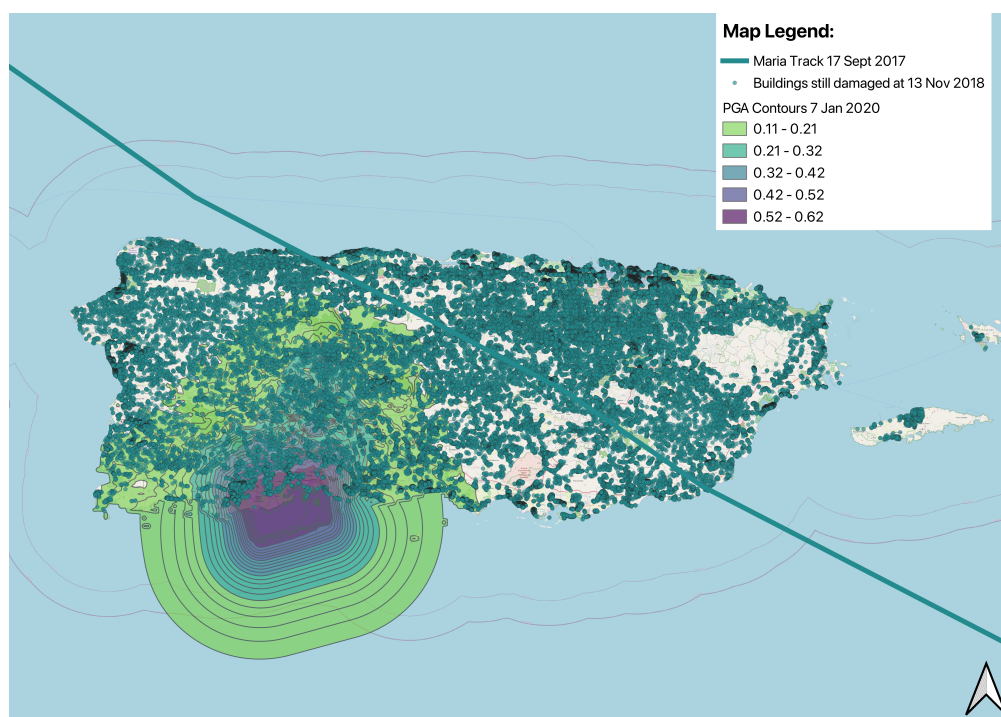 Map Legend:
Maria Track 17 Sept 2017
Buildings still damaged at 13 Nov 2018
PGA Contours 7 Jan 2020
0.11 - 0.21
0.21 - 0.32
0.32 - 0.42
0.42 - 0.52
0.52 - 0.62